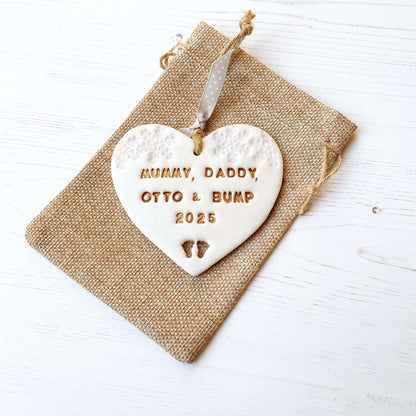 MUMMY, DADDY,
OTTO & BUMP
2025